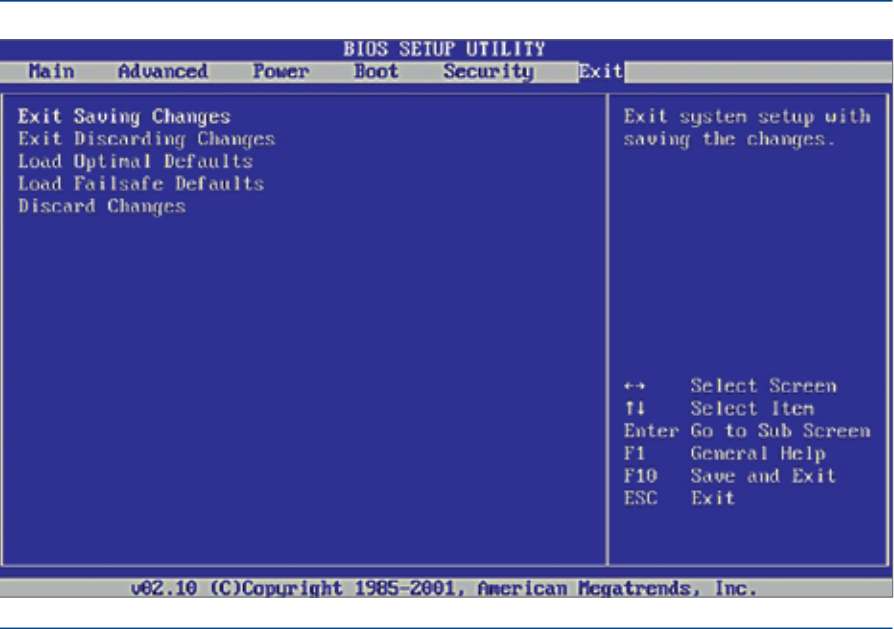 BIOS SETUP UTILITY
Main Advanced Power Boot Security Exit
Exit Saving Changes
Exit Discarding Changes
Load Optimal Defaults
Load Failsafe Defaults
Discard Changes
Exit system setup with
saving the changes.
←→ Select Screen
↑↓ Select Item
Enter Go to Sub Screen
F1 General Help
F10 Save and Exit
ESC Exit
v02.10 (C)Copyright 1985-2001, American Megatrends, Inc.